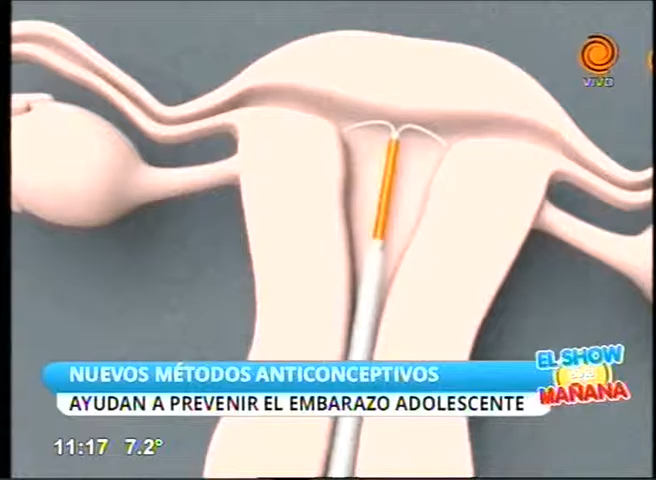 VIVO
NUEVOS MÉTODOS ANTICONCEPTIVOS
AYUDAN A PREVENIR EL EMBARAZO ADOLESCENTE
EL SHOW
DE LA
MAÑANA
11:17 7.2°